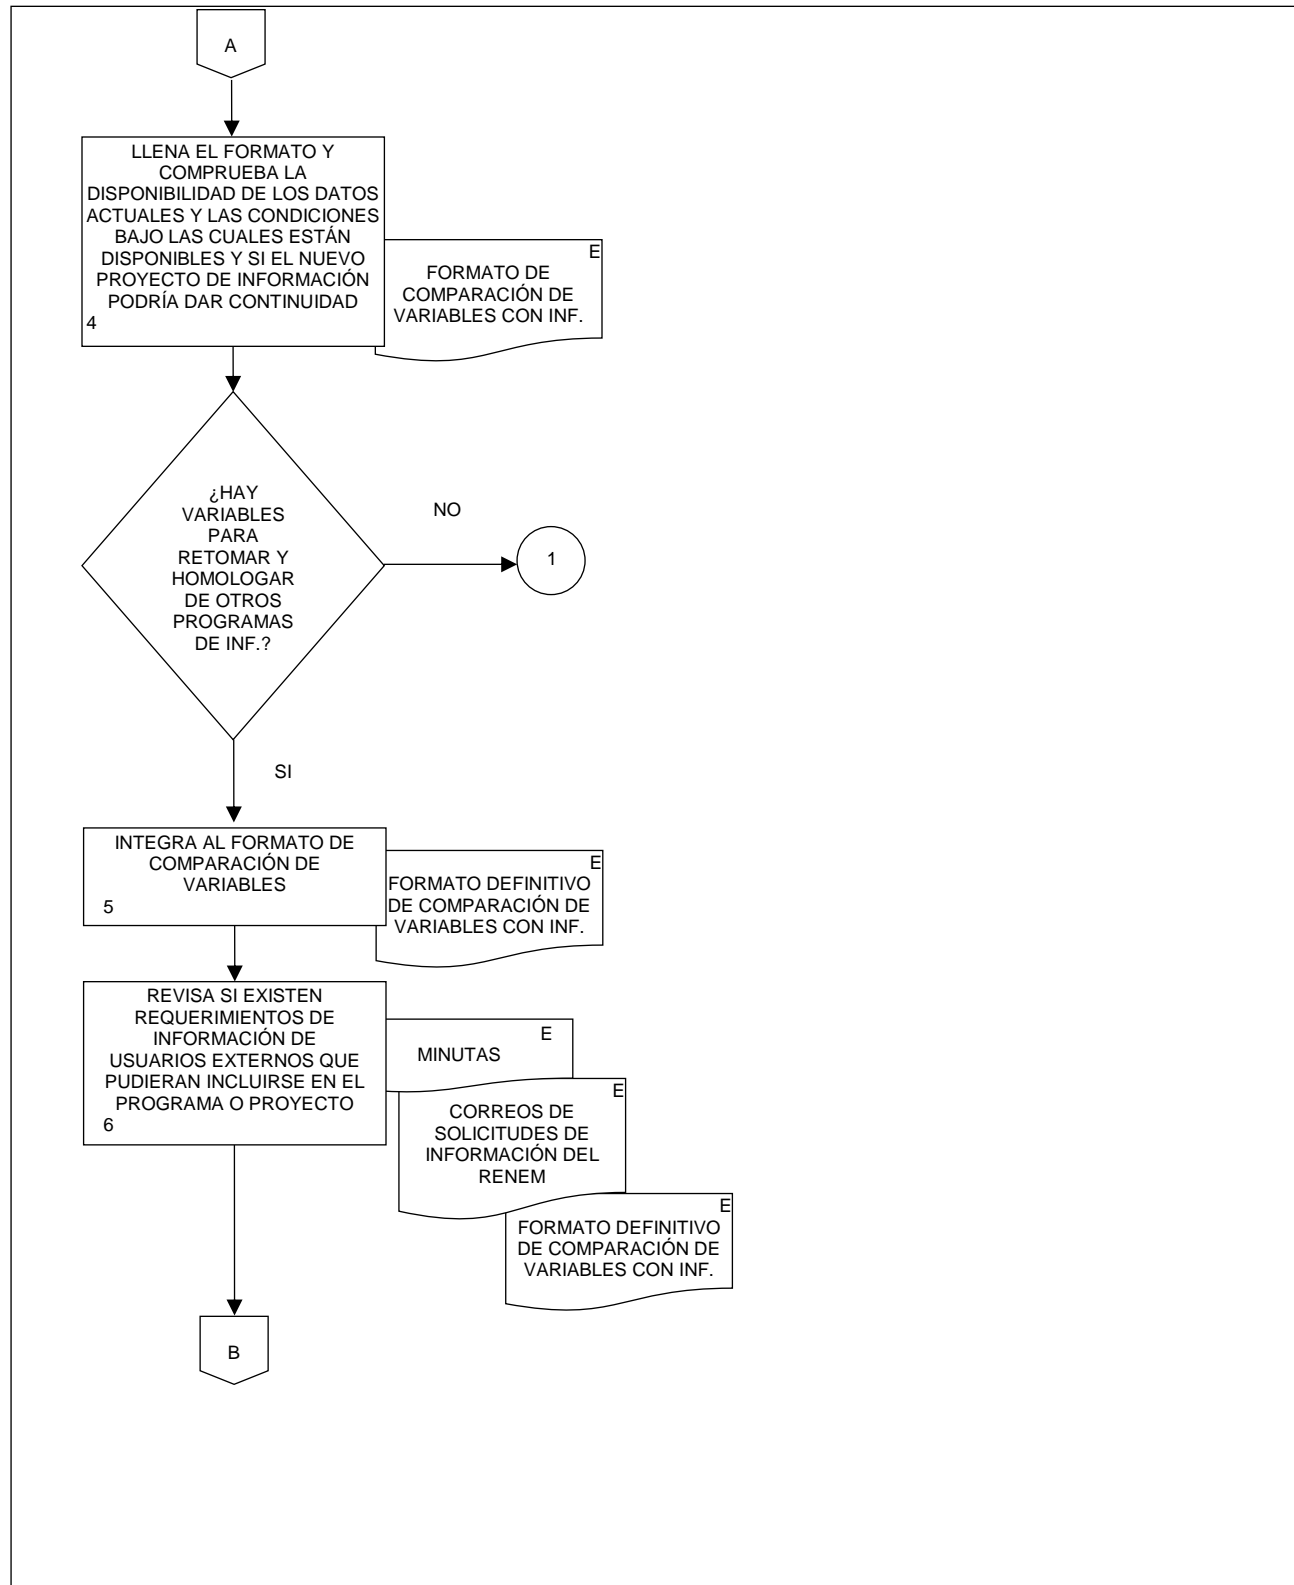 A
LLENA EL FORMATO Y
COMPRUEBA LA
DISPONIBILIDAD DE LOS DATOS
ACTUALES Y LAS CONDICIONES
BAJO LAS CUALES ESTÁN
DISPONIBLES Y SI EL NUEVO
PROYECTO DE INFORMACIÓN
PODRÍA DAR CONTINUIDAD
4
E
FORMATO DE
COMPARACIÓN DE
VARIABLES CON INF.
¿HAY
VARIABLES
PARA
RETOMAR Y
HOMOLOGAR
DE OTROS
PROGRAMAS
DE INF.?
NO
1
SI
INTEGRA AL FORMATO DE
COMPARACIÓN DE
VARIABLES
5
E
FORMATO DEFINITIVO
DE COMPARACIÓN DE
VARIABLES CON INF.
REVISA SI EXISTEN
REQUERIMIENTOS DE
INFORMACIÓN DE
USUARIOS EXTERNOS QUE
PUDIERAN INCLUIRSE EN EL
PROGRAMA O PROYECTO
6
E
MINUTAS
E
CORREOS DE
SOLICITUDES DE
INFORMACIÓN DEL
RENEM
E
FORMATO DEFINITIVO
DE COMPARACIÓN DE
VARIABLES CON INF.
B